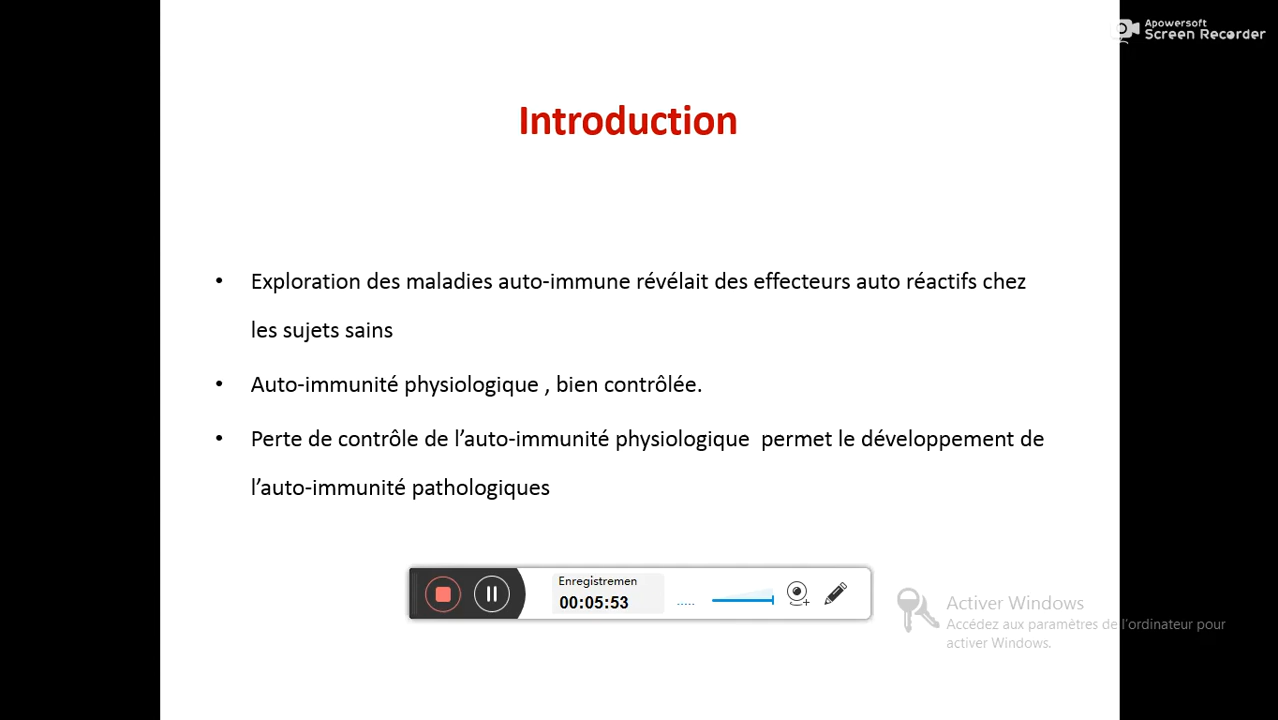 Apowersoft
Screen Recorder
Introduction
• Exploration des maladies auto-immune révélait des effecteurs auto réactifs chez
les sujets sains
• Auto-immunité physiologique , bien contrôlée.
• Perte de contrôle de l’auto-immunité physiologique permet le développement de
l’auto-immunité pathologiques
Enregistremen
00:05:53
.....
Activer Windows
Accédez aux paramètres de l'ordinateur pour
activer Windows.